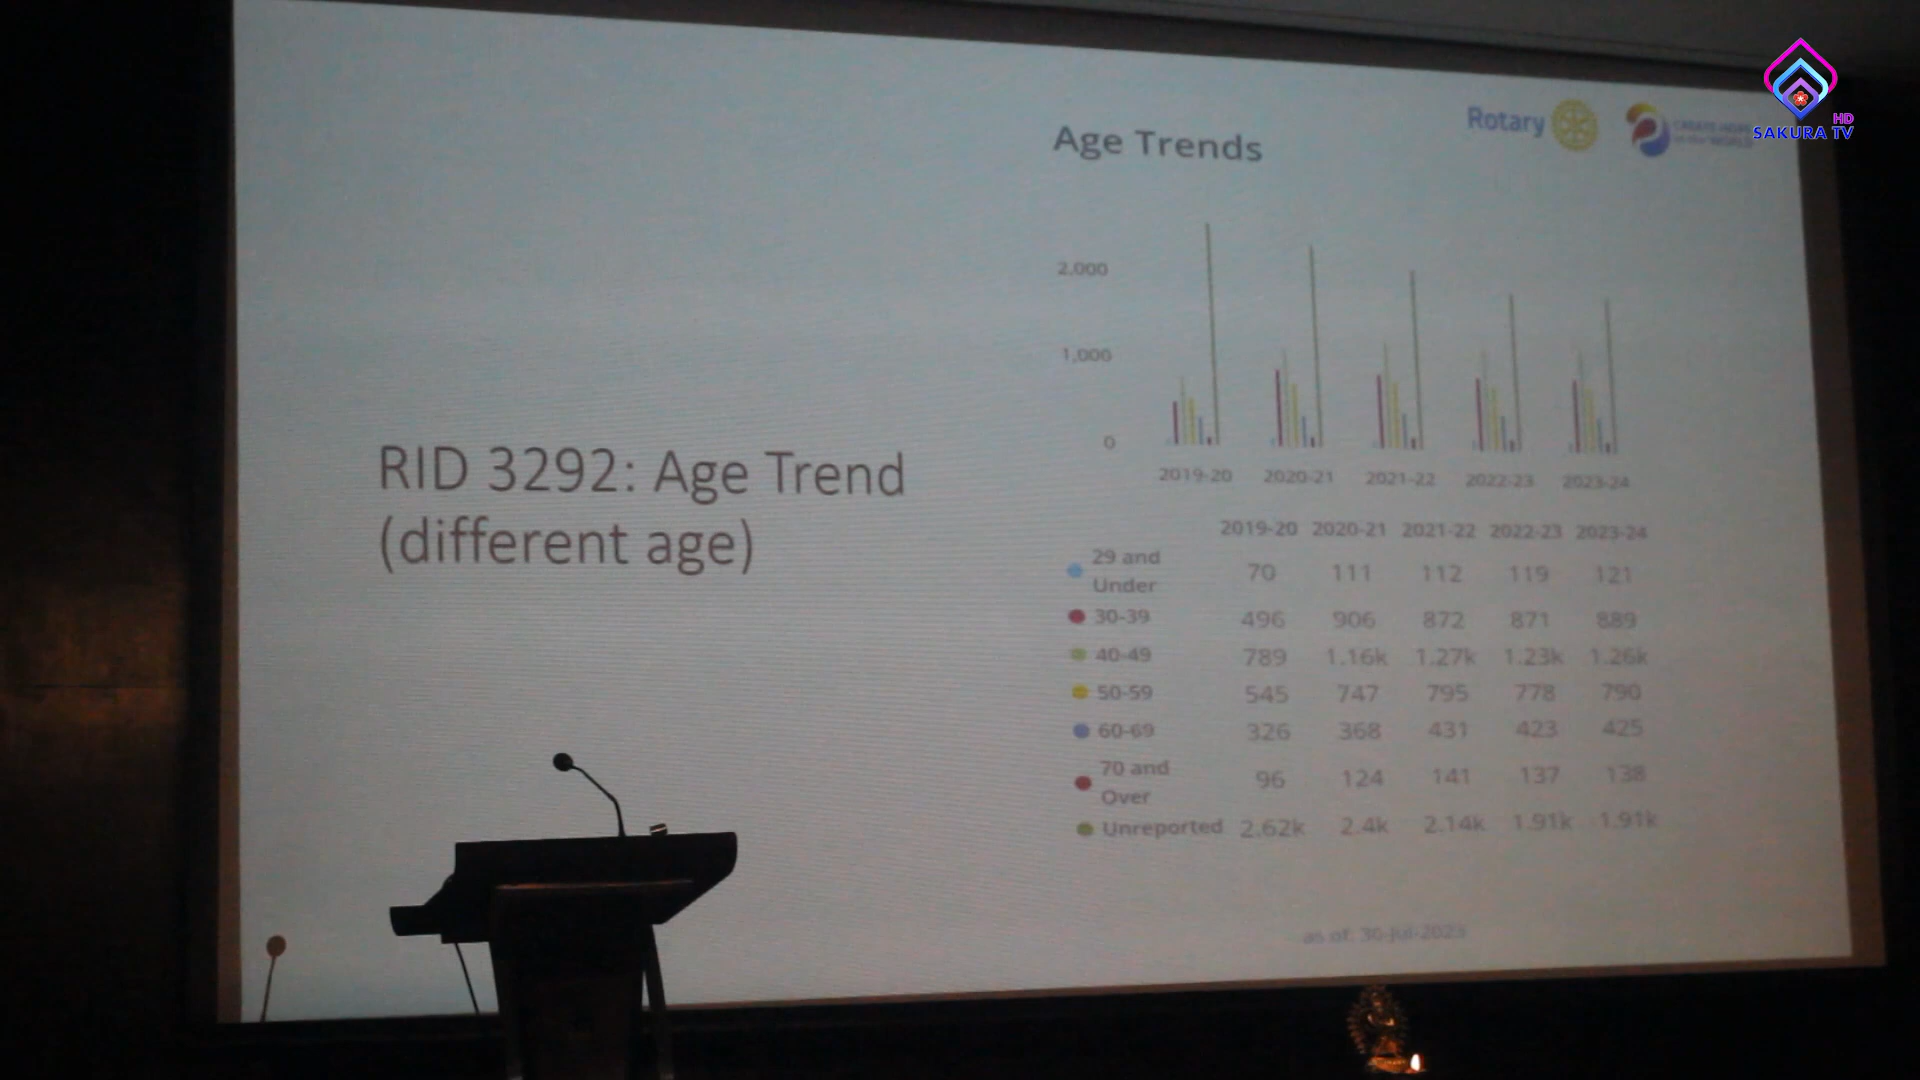 SAKURA TV HD
Rotary
Age Trends
2,000
1,000
0
2019-20 2020-21 2021-22 2022-23 2023-24
RID 3292: Age Trend
(different age)
2019-20 2020-21 2021-22 2022-23 2023-24
29 and Under 70 111 112 119 121
30-39 496 906 872 871 889
40-49 789 1.16k 1.27k 1.23k 1.26k
50-59 545 747 795 778 790
60-69 326 368 431 423 425
70 and Over 96 124 141 137 138
Unreported 2.62k 2.4k 2.14k 1.91k 1.91k
as of: 30-Jul-2023